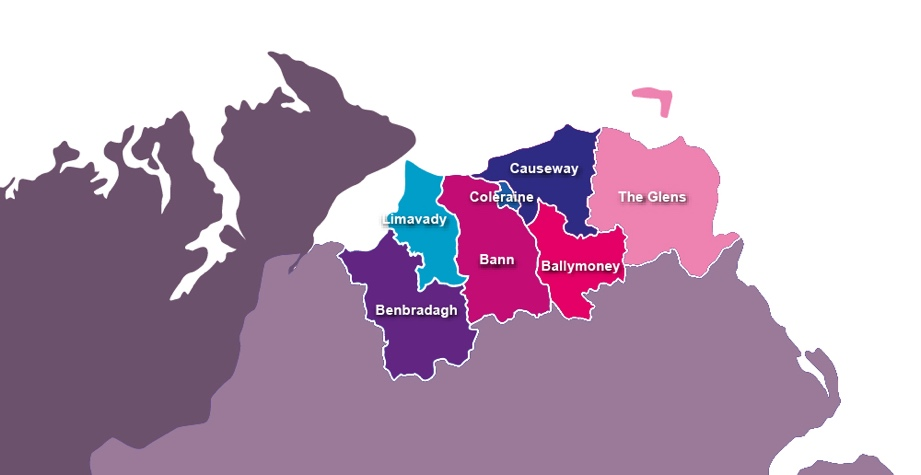 Causeway
Coleraine
The Glens
Limavady
Bann
Ballymoney
Benbradagh